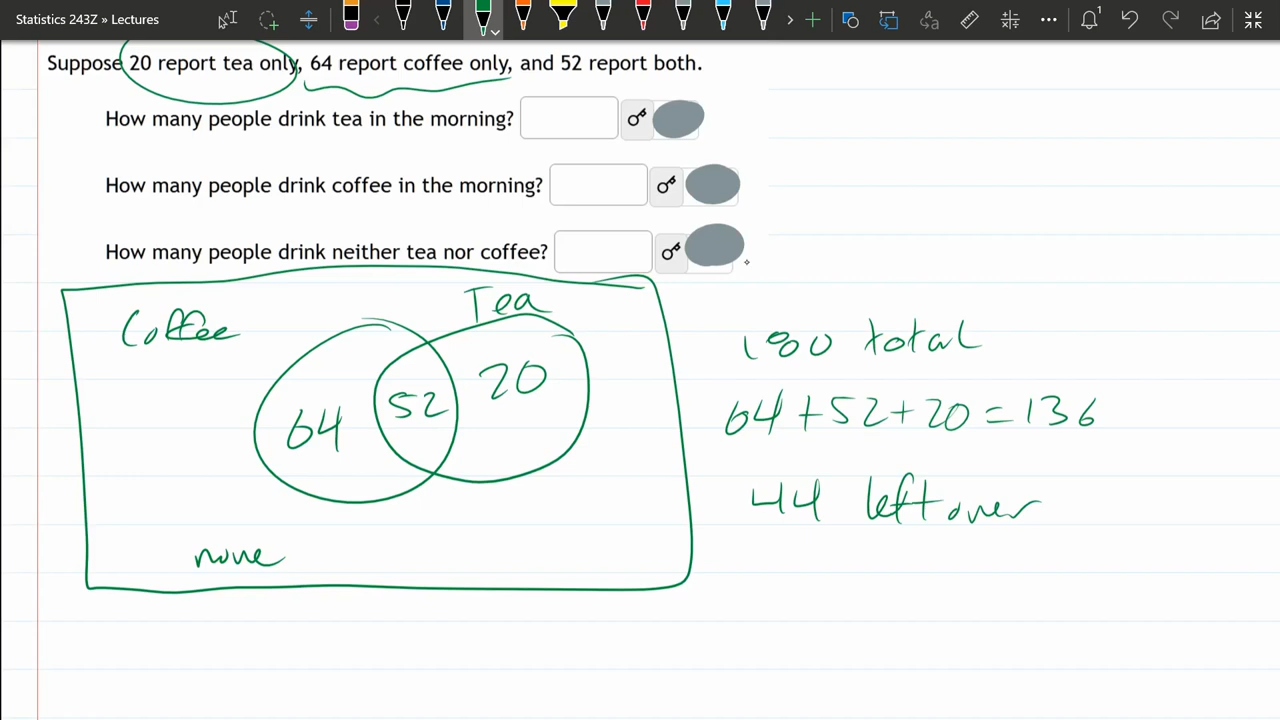 Statistics 243Z » Lectures
Suppose 20 report tea only, 64 report coffee only, and 52 report both.
How many people drink tea in the morning?
How many people drink coffee in the morning?
How many people drink neither tea nor coffee?
Coffee
Tea
64
52
20
none
180 total
64 + 52 + 20 = 136
44 left over